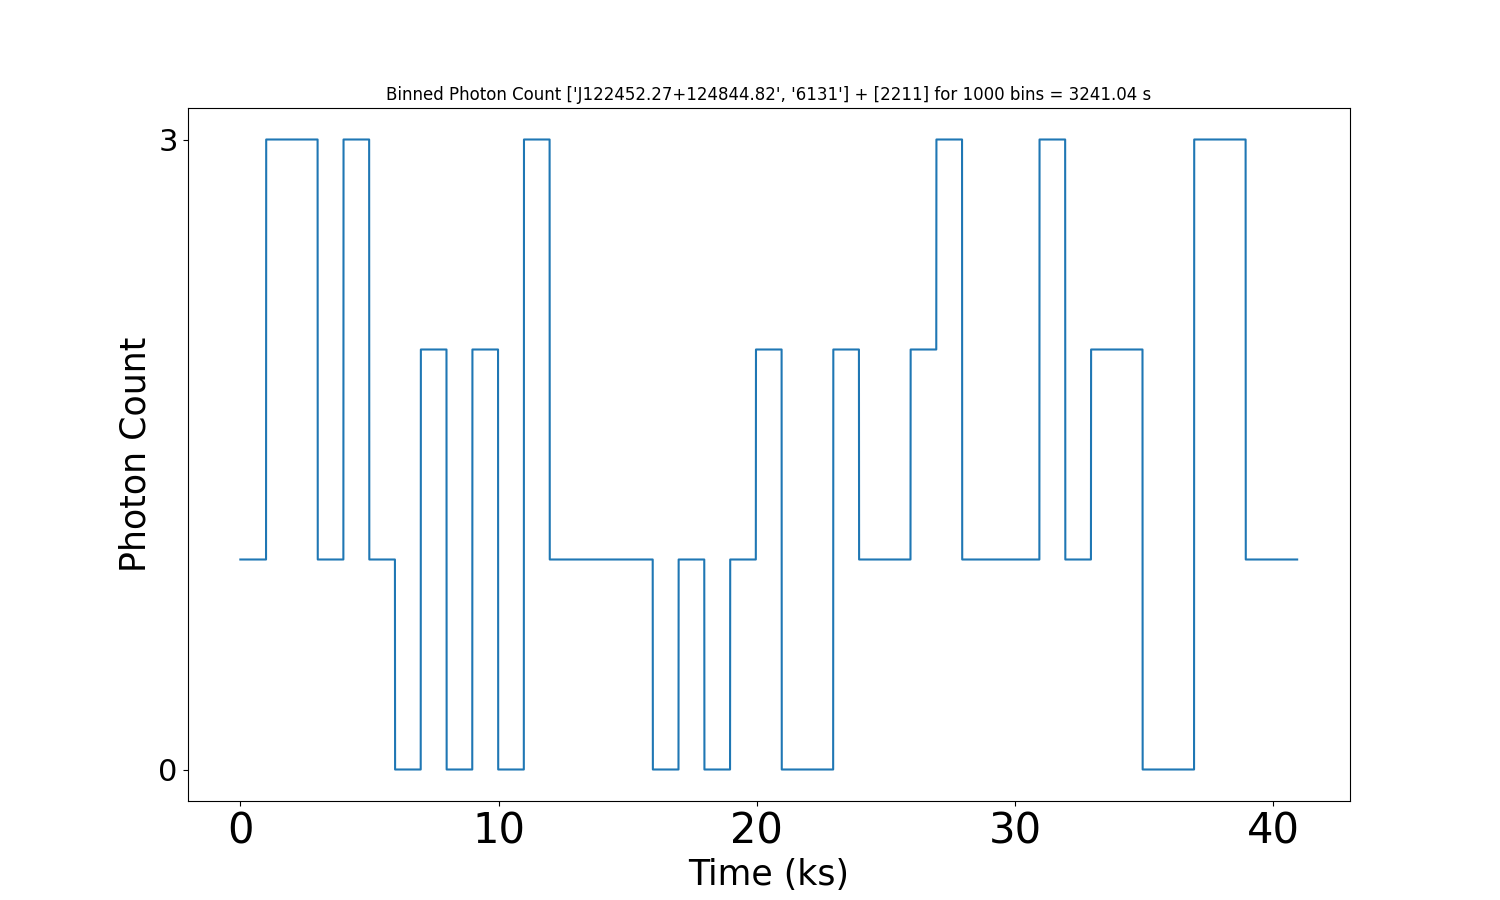 Binned Photon Count ['J122452.27+124844.82', '6131'] + [2211] for 1000 bins = 3241.04 s
3
Photon Count
0
0 10 20 30 40
Time (ks)